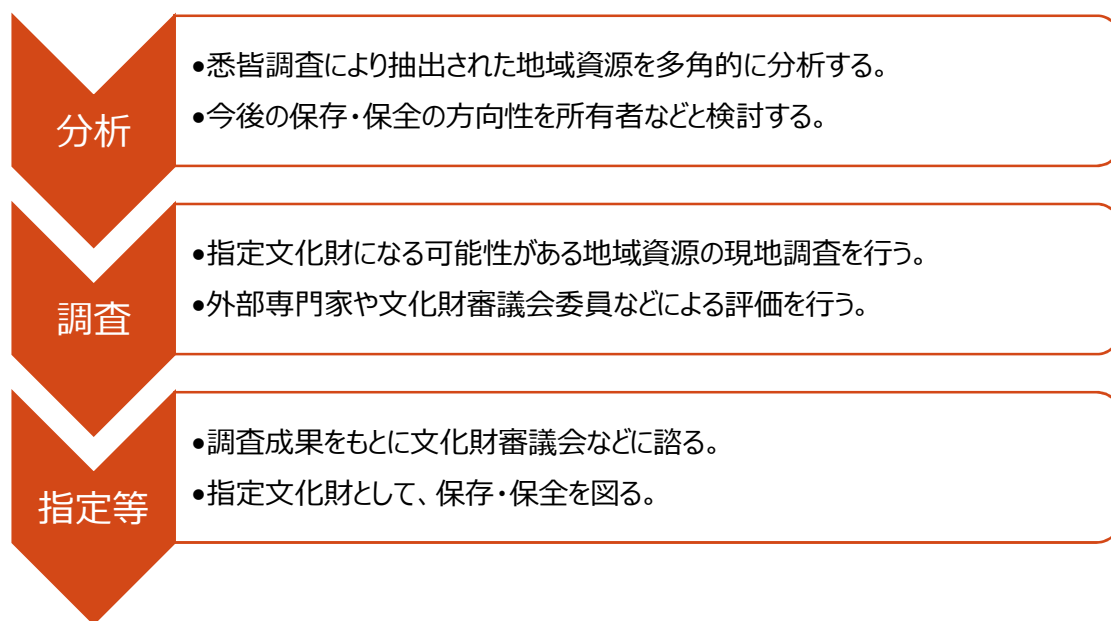 分析
•悉皆調査により抽出された地域資源を多角的に分析する。
•今後の保存・保全の方向性を所有者などと検討する。
調査
•指定文化財になる可能性がある地域資源の現地調査を行う。
•外部専門家や文化財審議会委員などによる評価を行う。
指定等
•調査成果をもとに文化財審議会などに諮る。
•指定文化財として、保存・保全を図る。